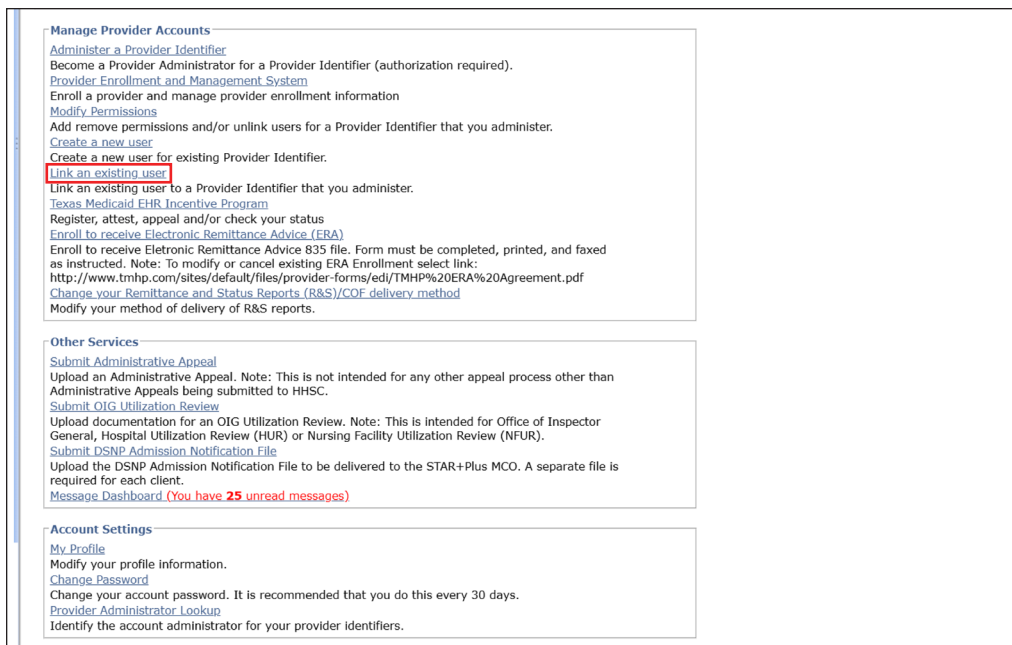 Manage Provider Accounts
Administer a Provider Identifier
Become a Provider Administrator for a Provider Identifier (authorization required).
Provider Enrollment and Management System
Enroll a provider and manage provider enrollment information
Modify Permissions
Add remove permissions and/or unlink users for a Provider Identifier that you administer.
Create a new user
Create a new user for existing Provider Identifier.
Link an existing user
Link an existing user to a Provider Identifier that you administer.
Texas Medicaid EHR Incentive Program
Register, attest, appeal and/or check your status
Enroll to receive Electronic Remittance Advice (ERA)
Enroll to receive Eletronic Remittance Advice 835 file. Form must be completed, printed, and faxed
as instructed. Note: To modify or cancel existing ERA Enrollment select link:
http://www.tmhp.com/sites/default/files/provider-forms/edi/TMHP%20ERA%20Agreement.pdf
Change your Remittance and Status Reports (R&S)/COF delivery method
Modify your method of delivery of R&S reports.
Other Services
Submit Administrative Appeal
Upload an Administrative Appeal. Note: This is not intended for any other appeal process other than
Administrative Appeals being submitted to HHSC.
Submit OIG Utilization Review
Upload documentation for an OIG Utilization Review. Note: This is intended for Office of Inspector
General, Hospital Utilization Review (HUR) or Nursing Facility Utilization Review (NFUR).
Submit DSNP Admission Notification File
Upload the DSNP Admission Notification File to be delivered to the STAR+Plus MCO. A separate file is
required for each client.
Message Dashboard (You have 25 unread messages)
Account Settings
My Profile
Modify your profile information.
Change Password
Change your account password. It is recommended that you do this every 30 days.
Provider Administrator Lookup
Identify the account administrator for your provider identifiers.